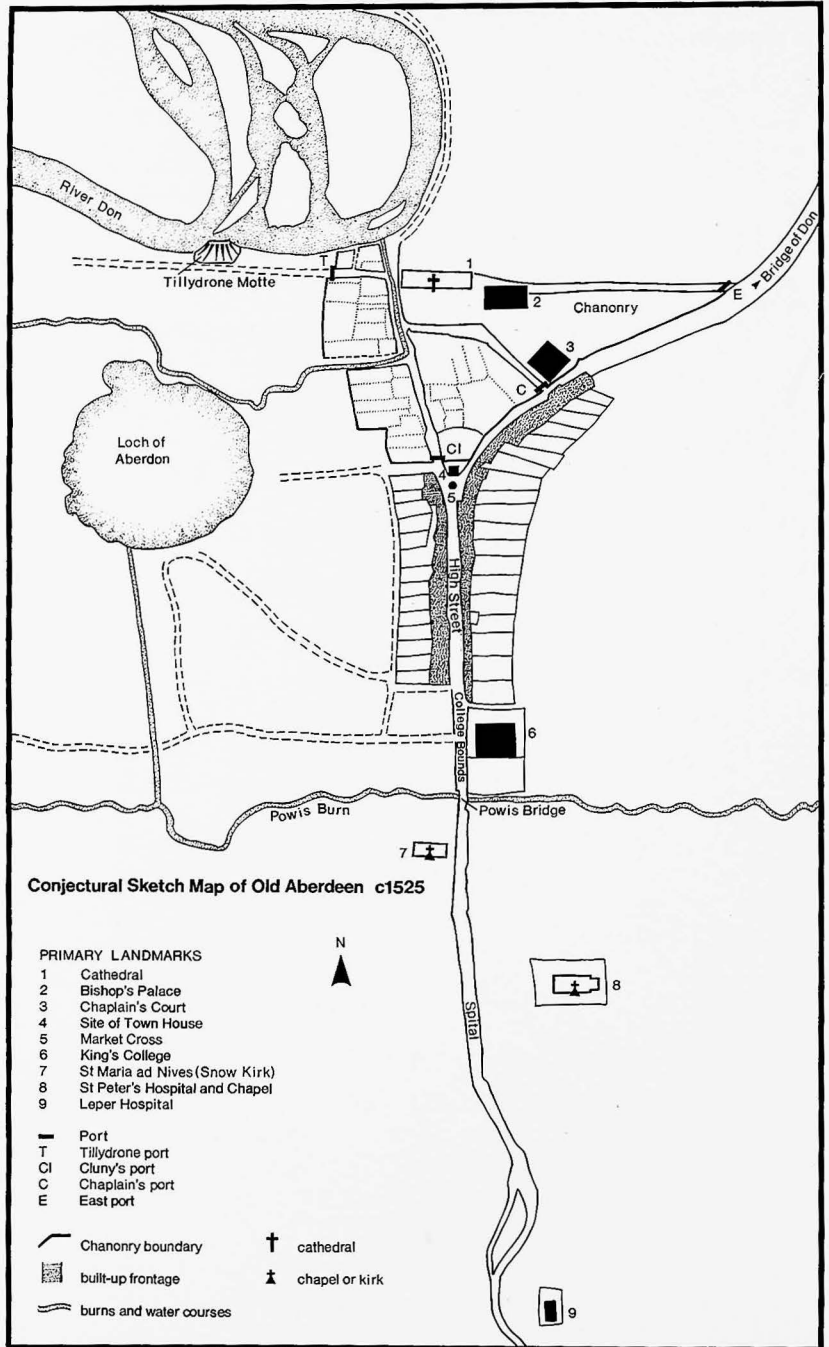 River Don
Tillydrone Motte
T
1
2
Chanonry
E
Bridge of Don
3
C
Loch of
Aberdon
Cl
4
5
High Street
College Bounds
6
Powis Burn
Powis Bridge
7
Conjectural Sketch Map of Old Aberdeen c1525
N
8
Spital
9
PRIMARY LANDMARKS
1 Cathedral
2 Bishop's Palace
3 Chaplain's Court
4 Site of Town House
5 Market Cross
6 King's College
7 St Maria ad Nives (Snow Kirk)
8 St Peter's Hospital and Chapel
9 Leper Hospital
Port
T Tillydrone port
Cl Cluny's port
C Chaplain's port
E East port
Chanonry boundary
built-up frontage
burns and water courses
cathedral
chapel or kirk